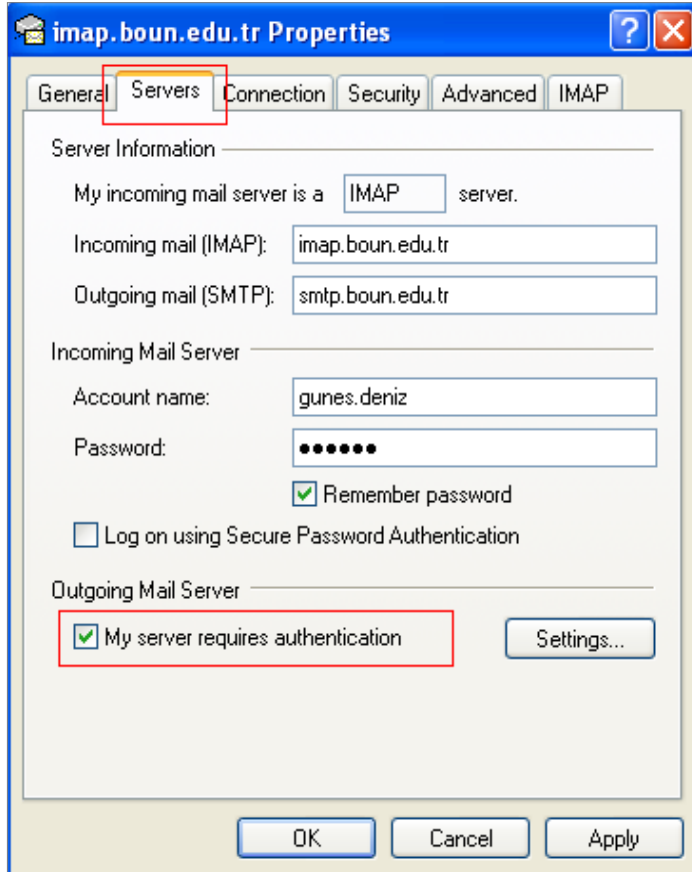 imap.boun.edu.tr Properties
General Servers Connection Security Advanced IMAP
Server Information
My incoming mail server is a IMAP server.
Incoming mail (IMAP): imap.boun.edu.tr
Outgoing mail (SMTP): smtp.boun.edu.tr
Incoming Mail Server
Account name: gunes.deniz
Password: ●●●●●●
Remember password
Log on using Secure Password Authentication
Outgoing Mail Server
My server requires authentication Settings...
OK Cancel Apply